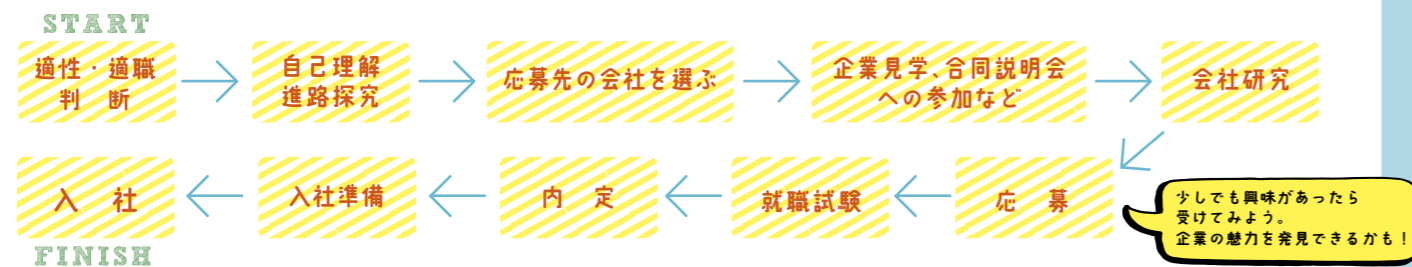 START
適性・適職
判 断
自己理解
進路探究
応募先の会社を選ぶ
企業見学、合同説明会
への参加など
会社研究
応 募
少しでも興味があったら
受けてみよう。
企業の魅力を発見できるかも!
就職試験
内 定
入社準備
入 社
FINISH